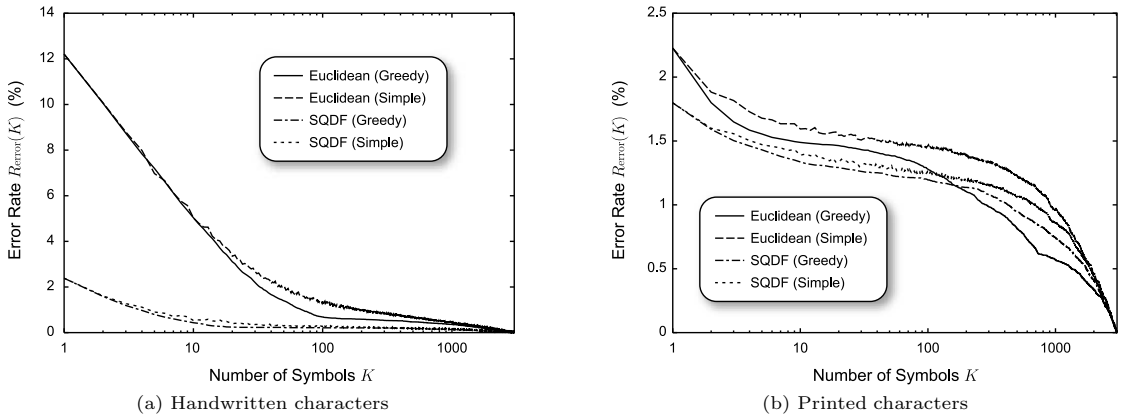 14
12
10
8
6
4
2
0
1
10
100
1000
Error Rate R_error(K) (%)
Number of Symbols K
Euclidean (Greedy)
Euclidean (Simple)
SQDF (Greedy)
SQDF (Simple)
(a) Handwritten characters
2.5
2
1.5
1
0.5
0
1
10
100
1000
Error Rate R_error(K) (%)
Number of Symbols K
Euclidean (Greedy)
Euclidean (Simple)
SQDF (Greedy)
SQDF (Simple)
(b) Printed characters